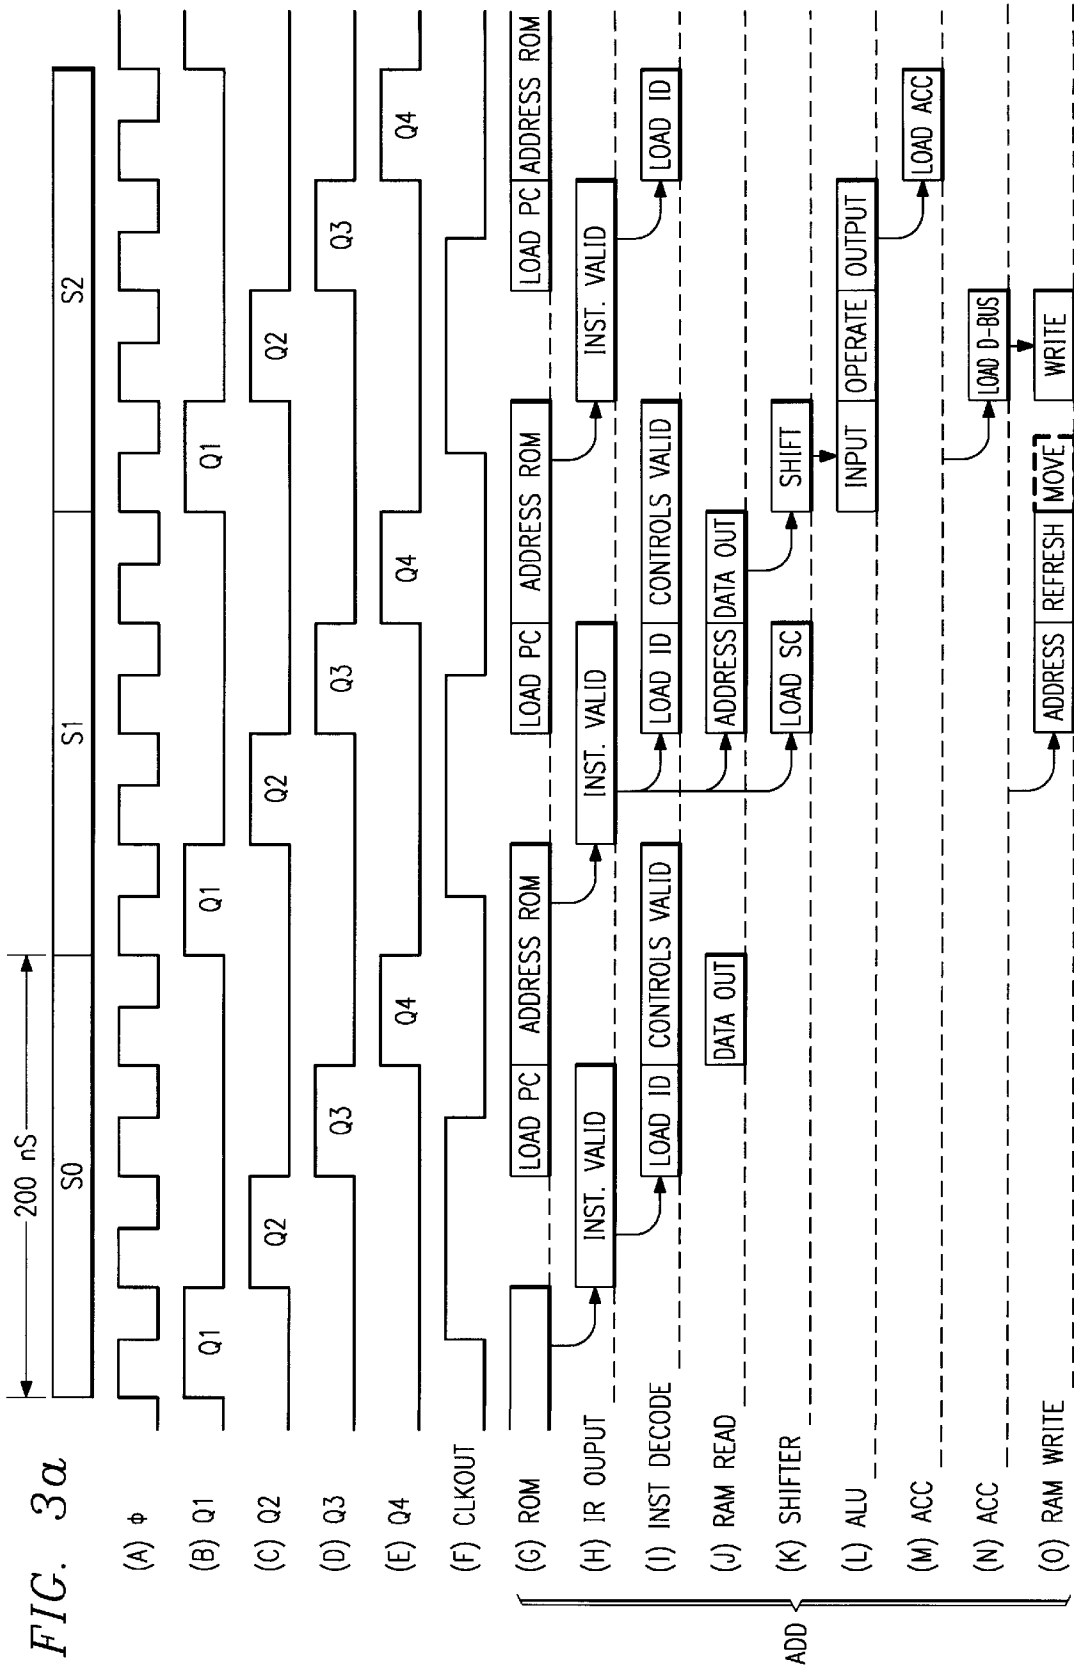 FIG. 3a
200 nS
S0 S1 S2
(A) ϕ
(B) Q1 Q1 Q1 Q1
(C) Q2 Q2 Q2 Q2
(D) Q3 Q3 Q3 Q3
(E) Q4 Q4 Q4 Q4
(F) CLKOUT
(G) ROM LOAD PC ADDRESS ROM LOAD PC ADDRESS ROM LOAD PC ADDRESS ROM
(H) IR OUPUT INST. VALID INST. VALID INST. VALID
(I) INST DECODE LOAD ID CONTROLS VALID LOAD ID CONTROLS VALID LOAD ID
(J) RAM READ DATA OUT ADDRESS DATA OUT
(K) SHIFTER LOAD SC SHIFT
(L) ALU INPUT OPERATE OUTPUT
(M) ACC LOAD ACC
(N) ACC LOAD D-BUS
(O) RAM WRITE ADDRESS REFRESH MOVE WRITE
ADD